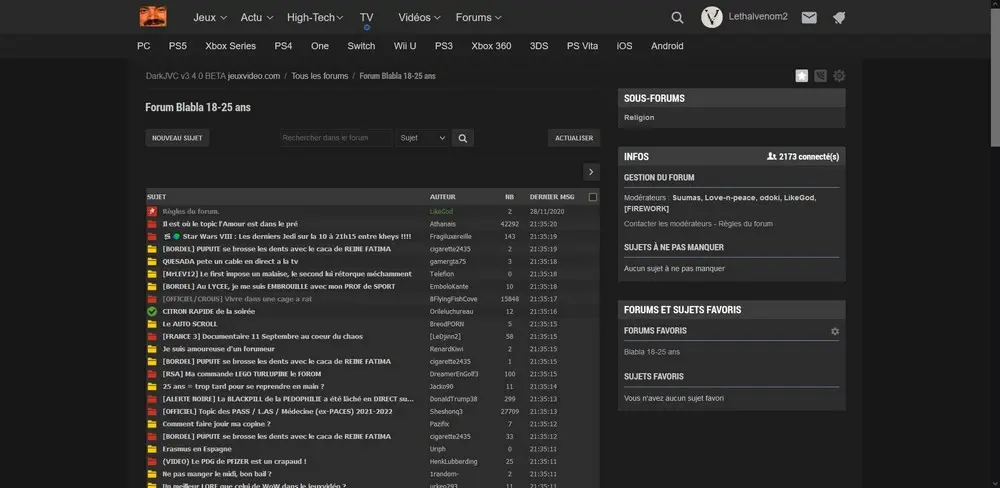 Jeux Actu High-Tech TV Vidéos Forums Lethalvenom2
PC PS5 Xbox Series PS4 One Switch Wii U PS3 Xbox 360 3DS PS Vita iOS Android
DarkJVC v3.4.0 BETA jeuxvideo.com / Tous les forums / Forum Blabla 18-25 ans
Forum Blabla 18-25 ans
NOUVEAU SUJET Rechercher dans le forum Sujet ACTUALISER
SUJET AUTEUR NB DERNIER MSG
Règles du forum. LikeGod 2 28/11/2020
Il est où le topic l'Amour est dans le pré Athanais 42292 21:35:20
Star Wars VIII : Les derniers Jedi sur la 10 à 21h15 entre kheys !!!! Fragiluxereille 143 21:35:19
[BORDEL] PUPUTE se brosse les dents avec le caca de REINE FATIMA cigarette2435 2 21:35:19
QUESADA pete un cable en direct a la tv gamergta75 3 21:35:18
[MrLEV12] Le first impose un malaise, le second lui rétorque méchamment Telefion 0 21:35:18
[BORDEL] Au LYCEE, je me suis EMBROUILLE avec mon PROF de SPORT EmboloKante 10 21:35:18
[OFFICIEL/CROUS] Vivre dans une cage a rat 8FlyingFishCove 15848 21:35:17
CITRON RAPIDE de la soirée Orileluchureau 12 21:35:16
Le AUTO SCROLL BreodPORN 5 21:35:15
[FRANCE 3] Documentaire 11 Septembre au coeur du chaos [LeDjinn2] 58 21:35:15
Je suis amoureuse d'un forumeur RenardKiwi 2 21:35:15
[BORDEL] PUPUTE se brosse les dents avec le caca de REINE FATIMA cigarette2435 1 21:35:15
[RSA] Ma commande LEGO TURLUPINE le FOROM DreamerEnGolf3 100 21:35:15
25 ans = trop tard pour se reprendre en main ? Jacko90 11 21:35:14
[ALERTE NOIRE] La BLACKPILL de la PEDOPHILIE a été lâché en DIRECT su... DonaldTrump38 299 21:35:13
[OFFICIEL] Topic des PASS / L.AS / Médecine (ex-PACES) 2021-2022 Sheshonq3 27709 21:35:13
Comment faire jouir ma copine ? Pazifix 7 21:35:12
[BORDEL] PUPUTE se brosse les dents avec le caca de REINE FATIMA cigarette2435 33 21:35:12
Erasmus en Espagne Uriph 0 21:35:11
(VIDEO) Le PDG de PFIZER est un crapaud ! HenkLubberding 25 21:35:11
Ne pas manger le midi, bon bail ? 1random- 2 21:35:11
Un meilleur LORE que celui de WoW dans le jeuxvidéo ? urkeo293 11 21:35:11
SOUS-FORUMS
Religion
INFOS 2173 connecté(s)
GESTION DU FORUM
Modérateurs : Suumas, Love-n-peace, odoki, LikeGod,
[FIREWORK]
Contacter les modérateurs - Règles du forum
SUJETS À NE PAS MANQUER
Aucun sujet à ne pas manquer
FORUMS ET SUJETS FAVORIS
FORUMS FAVORIS
Blabla 18-25 ans
SUJETS FAVORIS
Vous n'avez aucun sujet favori